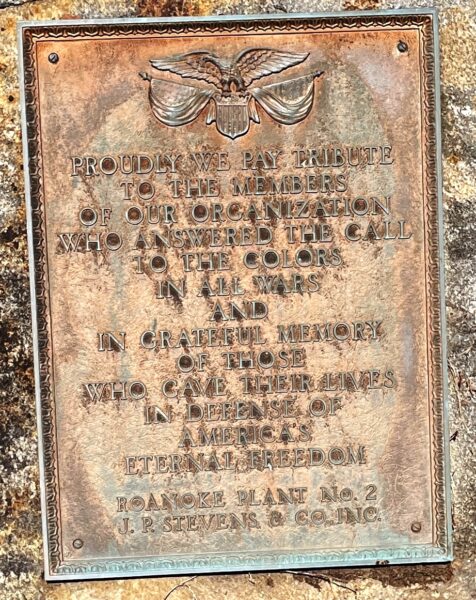 PROUDLY WE PAY TRIBUTE
TO THE MEMBERS
OF OUR ORGANIZATION
WHO ANSWERED THE CALL
TO THE COLORS
IN ALL WARS
AND
IN GRATEFUL MEMORY
OF THOSE
WHO GAVE THEIR LIVES
IN DEFENSE OF
AMERICA'S
ETERNAL FREEDOM
ROANOKE PLANT NO. 2
J. P. STEVENS & CO., INC.